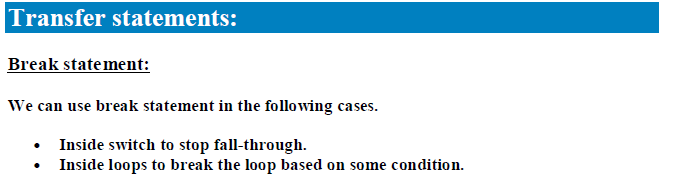 Transfer statements:
Break statement:
We can use break statement in the following cases.
• Inside switch to stop fall-through.
• Inside loops to break the loop based on some condition.